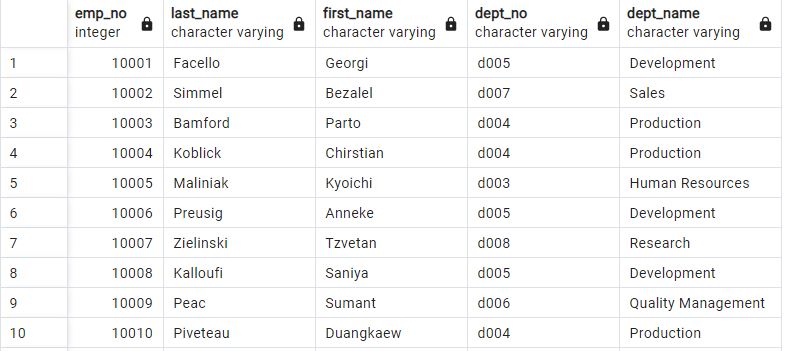 emp_no last_name first_name dept_no dept_name
integer character varying character varying character varying character varying
1 10001 Facello Georgi d005 Development
2 10002 Simmel Bezalel d007 Sales
3 10003 Bamford Parto d004 Production
4 10004 Koblick Chirstian d004 Production
5 10005 Maliniak Kyoichi d003 Human Resources
6 10006 Preusig Anneke d005 Development
7 10007 Zielinski Tzvetan d008 Research
8 10008 Kalloufi Saniya d005 Development
9 10009 Peac Sumant d006 Quality Management
10 10010 Piveteau Duangkaew d004 Production